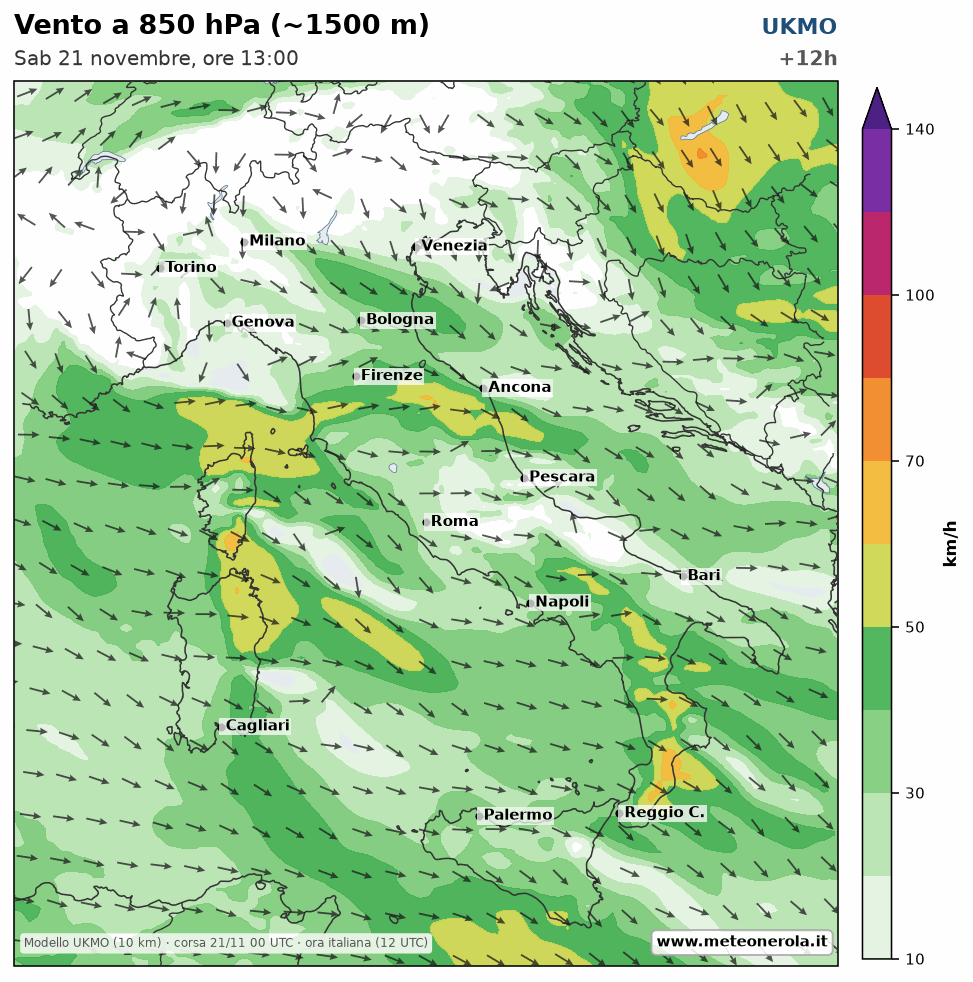 Vento a 850 hPa (~1500 m)
UKMO
Sab 21 novembre, ore 13:00
+12h
Milano
Venezia
Torino
Genova
Bologna
Firenze
Ancona
Pescara
Roma
Bari
Napoli
Cagliari
Palermo
Reggio C.
140
100
70
50
30
10
km/h
Modello UKMO (10 km) · corsa 21/11 00 UTC · ora italiana (12 UTC)
www.meteonerola.it